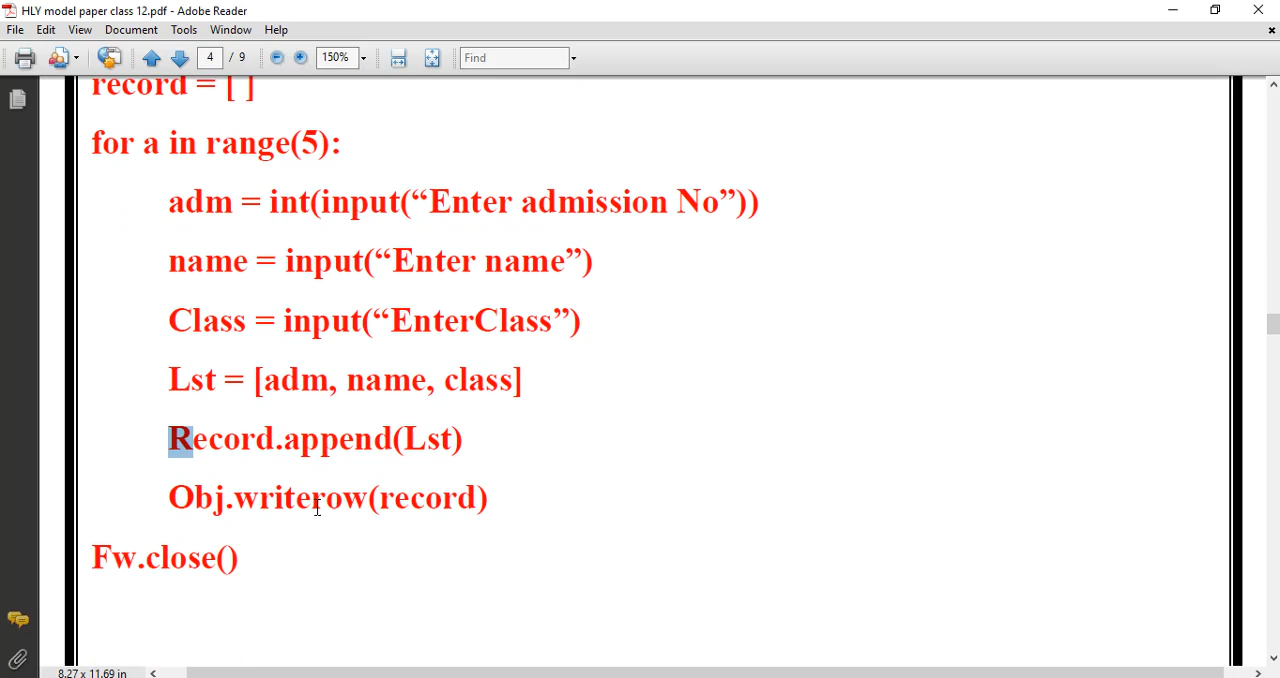 HLY model paper class 12.pdf - Adobe Reader
File Edit View Document Tools Window Help
4 / 9 150% Find
record = [ ]
for a in range(5):
adm = int(input(“Enter admission No”))
name = input(“Enter name”)
Class = input(“EnterClass”)
Lst = [adm, name, class]
Record.append(Lst)
Obj.writerow(record)
Fw.close()
8.27 x 11.69 in